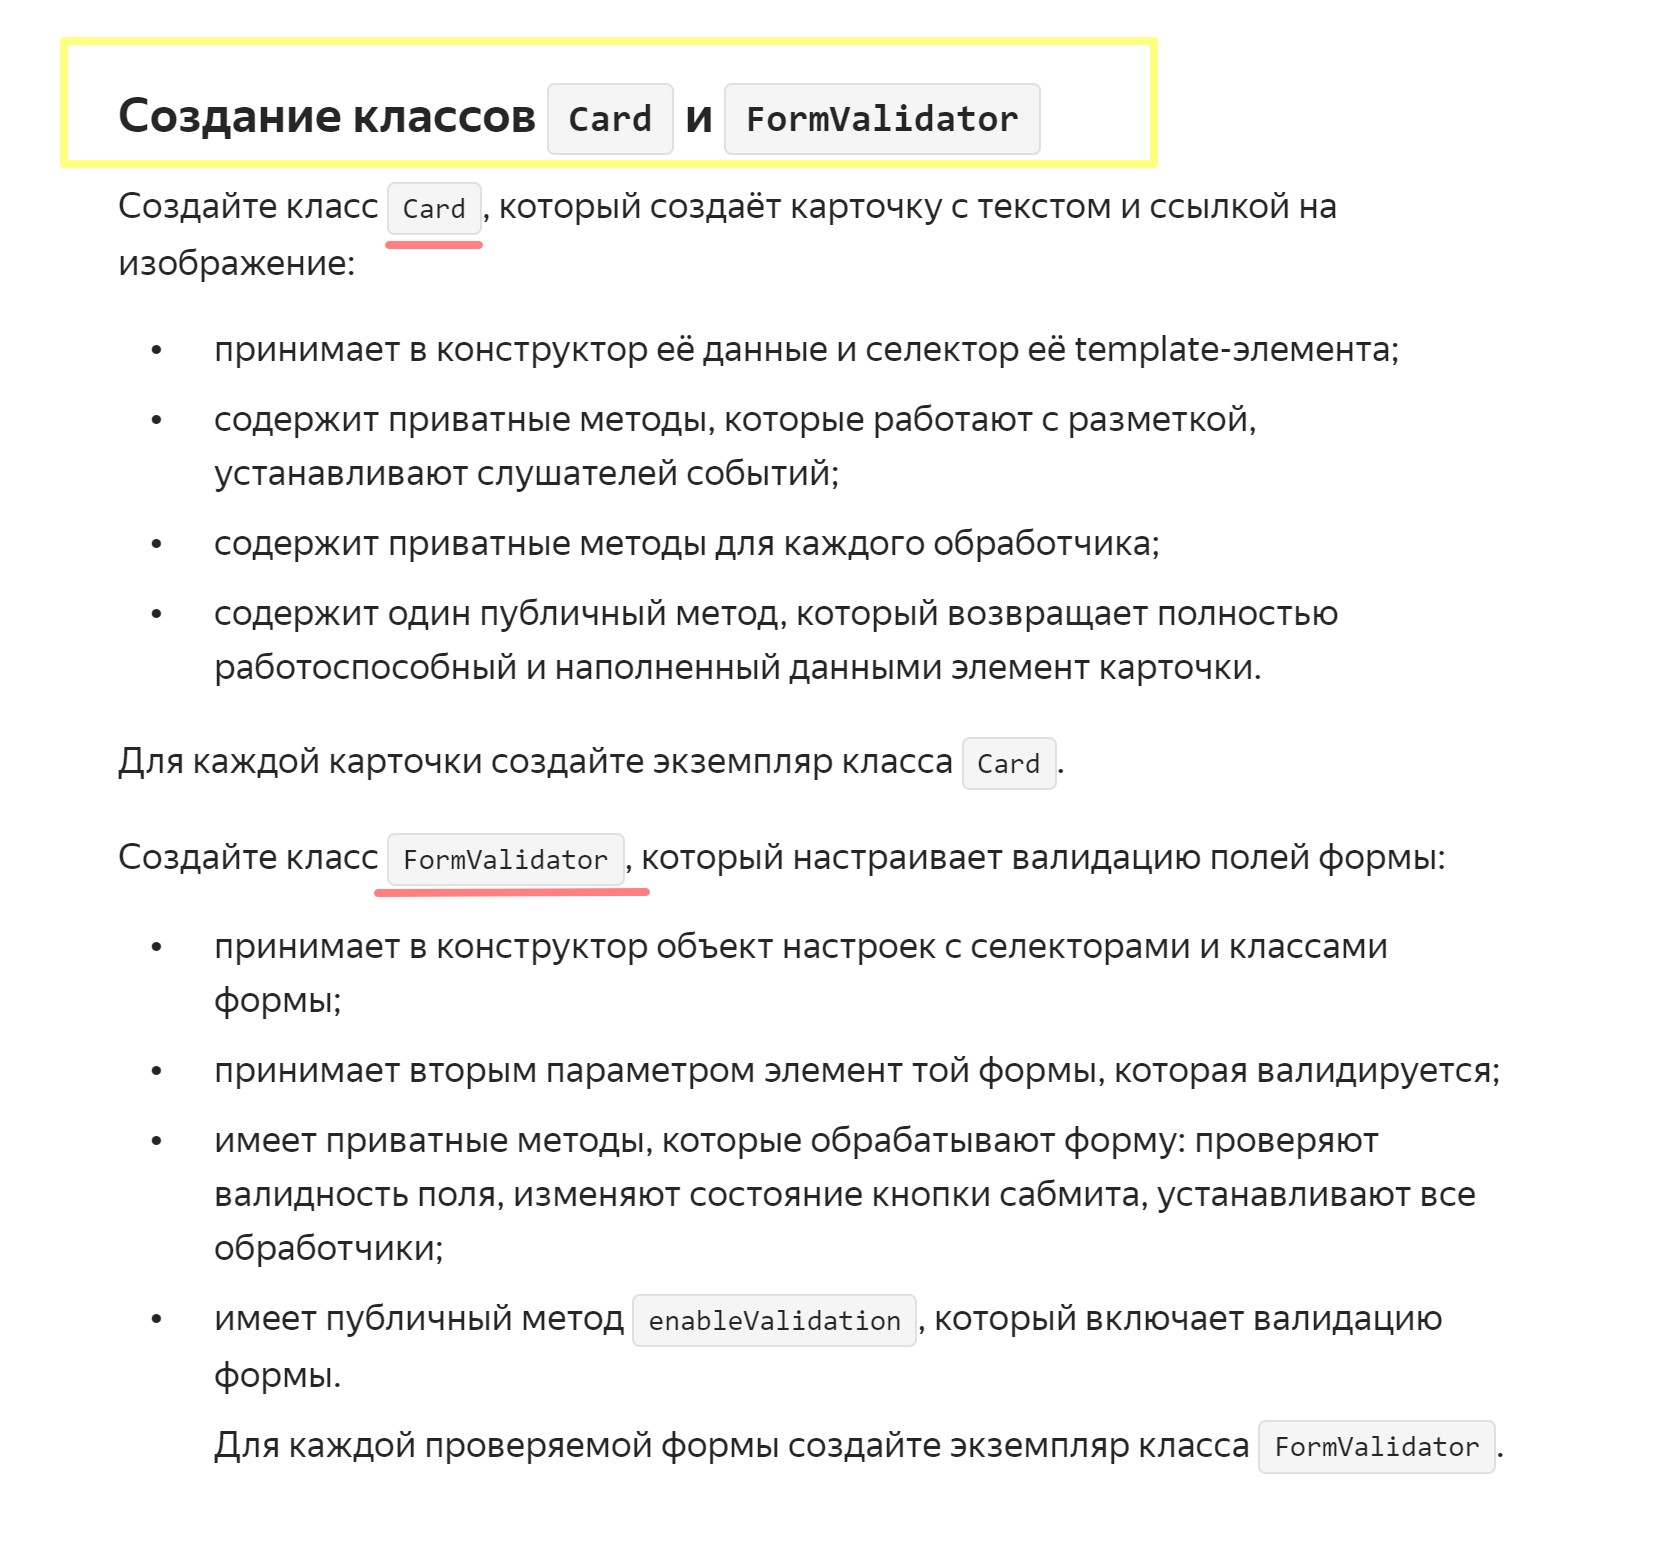 Создание классов Card и FormValidator
Создайте класс Card, который создаёт карточку с текстом и ссылкой на
изображение:
• принимает в конструктор её данные и селектор её template-элемента;
• содержит приватные методы, которые работают с разметкой,
устанавливают слушателей событий;
• содержит приватные методы для каждого обработчика;
• содержит один публичный метод, который возвращает полностью
работоспособный и наполненный данными элемент карточки.
Для каждой карточки создайте экземпляр класса Card.
Создайте класс FormValidator, который настраивает валидацию полей формы:
• принимает в конструктор объект настроек с селекторами и классами
формы;
• принимает вторым параметром элемент той формы, которая валидируется;
• имеет приватные методы, которые обрабатывают форму: проверяют
валидность поля, изменяют состояние кнопки сабмита, устанавливают все
обработчики;
• имеет публичный метод enableValidation, который включает валидацию
формы.
Для каждой проверяемой формы создайте экземпляр класса FormValidator.